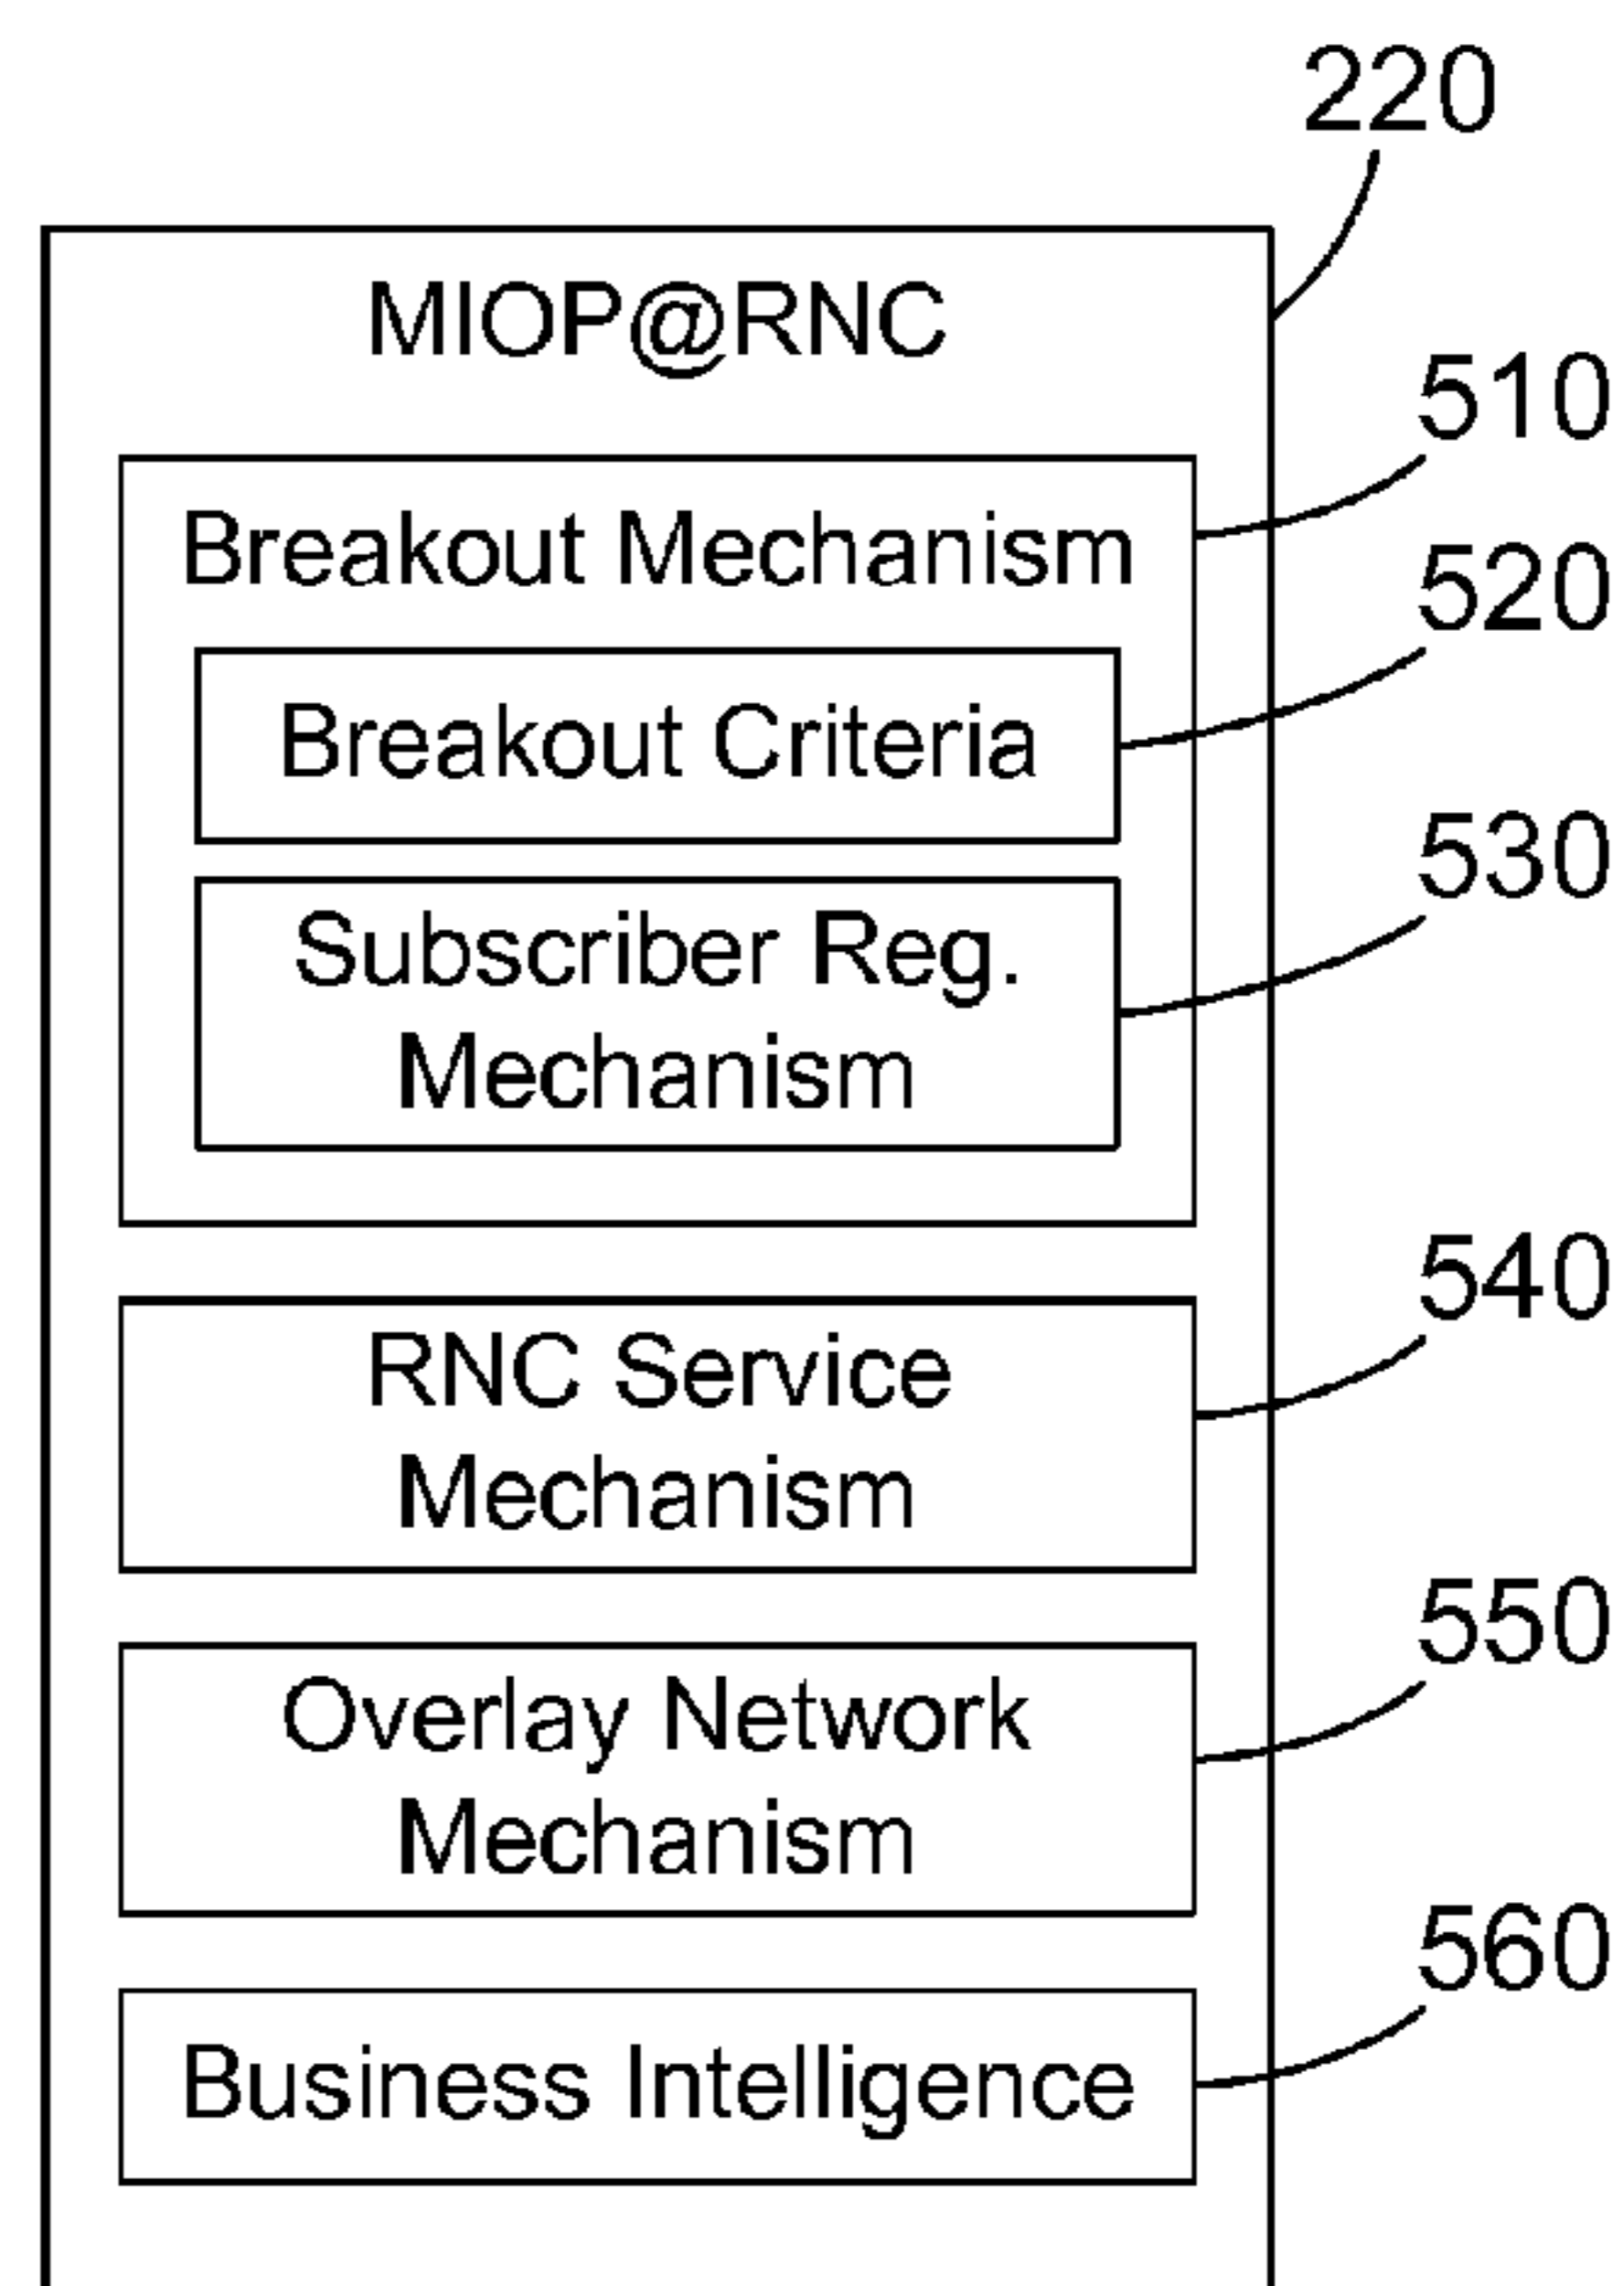 220
MIOP@RNC
510
Breakout Mechanism
520
Breakout Criteria
530
Subscriber Reg.
Mechanism
540
RNC Service
Mechanism
550
Overlay Network
Mechanism
560
Business Intelligence